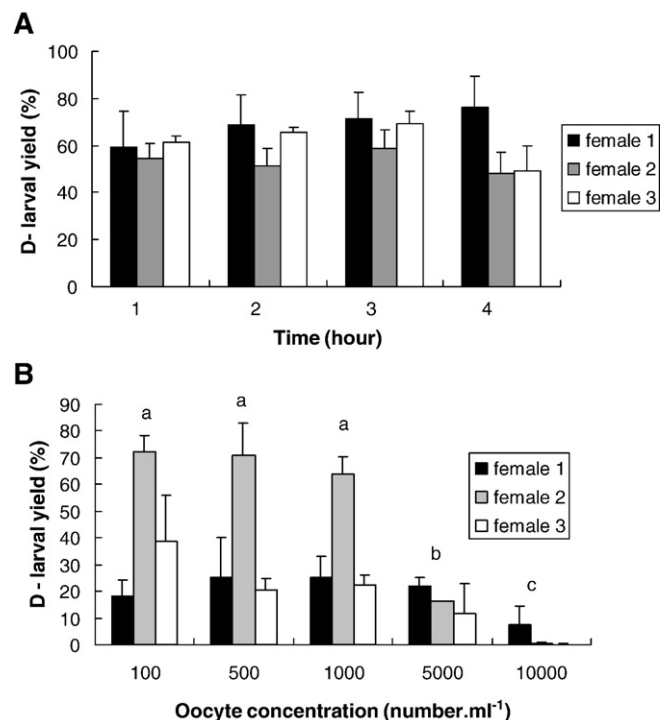 A
100
80
60
40
20
0
D- larval yield (%)
1 2 3 4
Time (hour)
female 1
female 2
female 3
B
90
80
70
60
50
40
30
20
10
0
D - larval yield (%)
a a a b c
female 1
female 2
female 3
100 500 1000 5000 10000
Oocyte concentration (number.ml⁻¹)